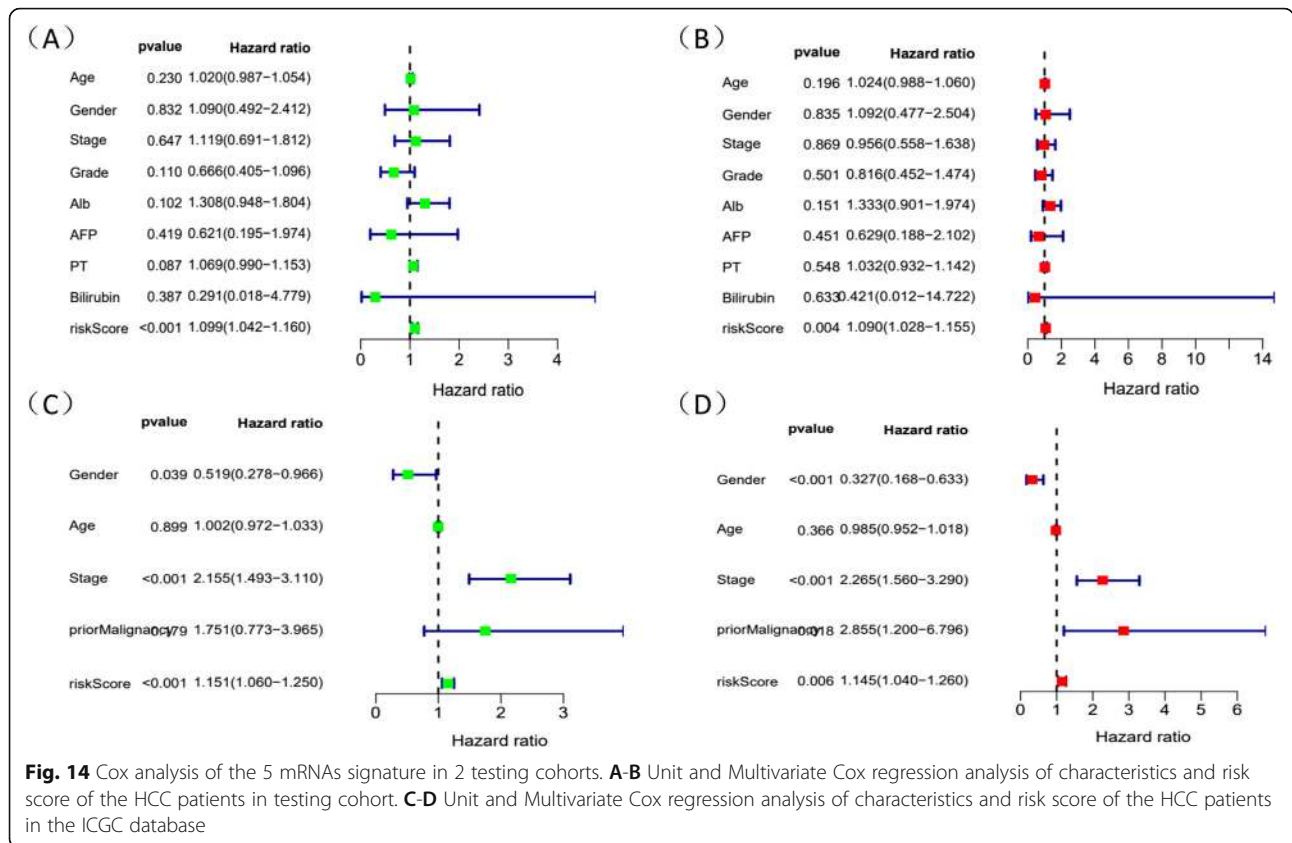 （A）
pvalue Hazard ratio
Age 0.230 1.020(0.987−1.054)
Gender 0.832 1.090(0.492−2.412)
Stage 0.647 1.119(0.691−1.812)
Grade 0.110 0.666(0.405−1.096)
Alb 0.102 1.308(0.948−1.804)
AFP 0.419 0.621(0.195−1.974)
PT 0.087 1.069(0.990−1.153)
Bilirubin 0.387 0.291(0.018−4.779)
riskScore <0.001 1.099(1.042−1.160)
0 1 2 3 4
Hazard ratio
（B）
pvalue Hazard ratio
Age 0.196 1.024(0.988−1.060)
Gender 0.835 1.092(0.477−2.504)
Stage 0.869 0.956(0.558−1.638)
Grade 0.501 0.816(0.452−1.474)
Alb 0.151 1.333(0.901−1.974)
AFP 0.451 0.629(0.188−2.102)
PT 0.548 1.032(0.932−1.142)
Bilirubin 0.633 0.421(0.012−14.722)
riskScore 0.004 1.090(1.028−1.155)
0 2 4 6 8 10 14
Hazard ratio
（C）
pvalue Hazard ratio
Gender 0.039 0.519(0.278−0.966)
Age 0.899 1.002(0.972−1.033)
Stage <0.001 2.155(1.493−3.110)
priorMalignancy 0.179 1.751(0.773−3.965)
riskScore <0.001 1.151(1.060−1.250)
0 1 2 3
Hazard ratio
（D）
pvalue Hazard ratio
Gender <0.001 0.327(0.168−0.633)
Age 0.366 0.985(0.952−1.018)
Stage <0.001 2.265(1.560−3.290)
priorMalignancy 0.018 2.855(1.200−6.796)
riskScore 0.006 1.145(1.040−1.260)
0 1 2 3 4 5 6
Hazard ratio
Fig. 14 Cox analysis of the 5 mRNAs signature in 2 testing cohorts. A-B Unit and Multivariate Cox regression analysis of characteristics and risk
score of the HCC patients in testing cohort. C-D Unit and Multivariate Cox regression analysis of characteristics and risk score of the HCC patients
in the ICGC database